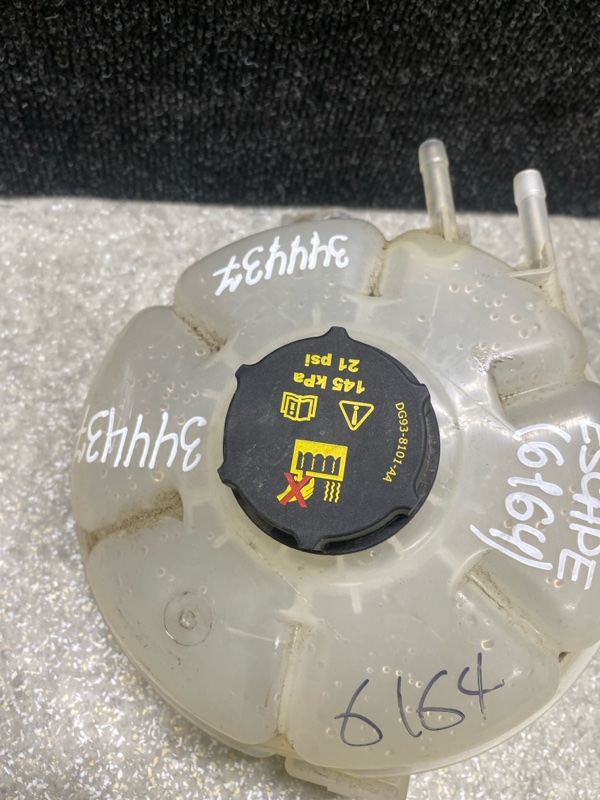 344437
344437
145 kPa
21 psi
DG93-8101-AA
ESCAPE
(6164)
6164